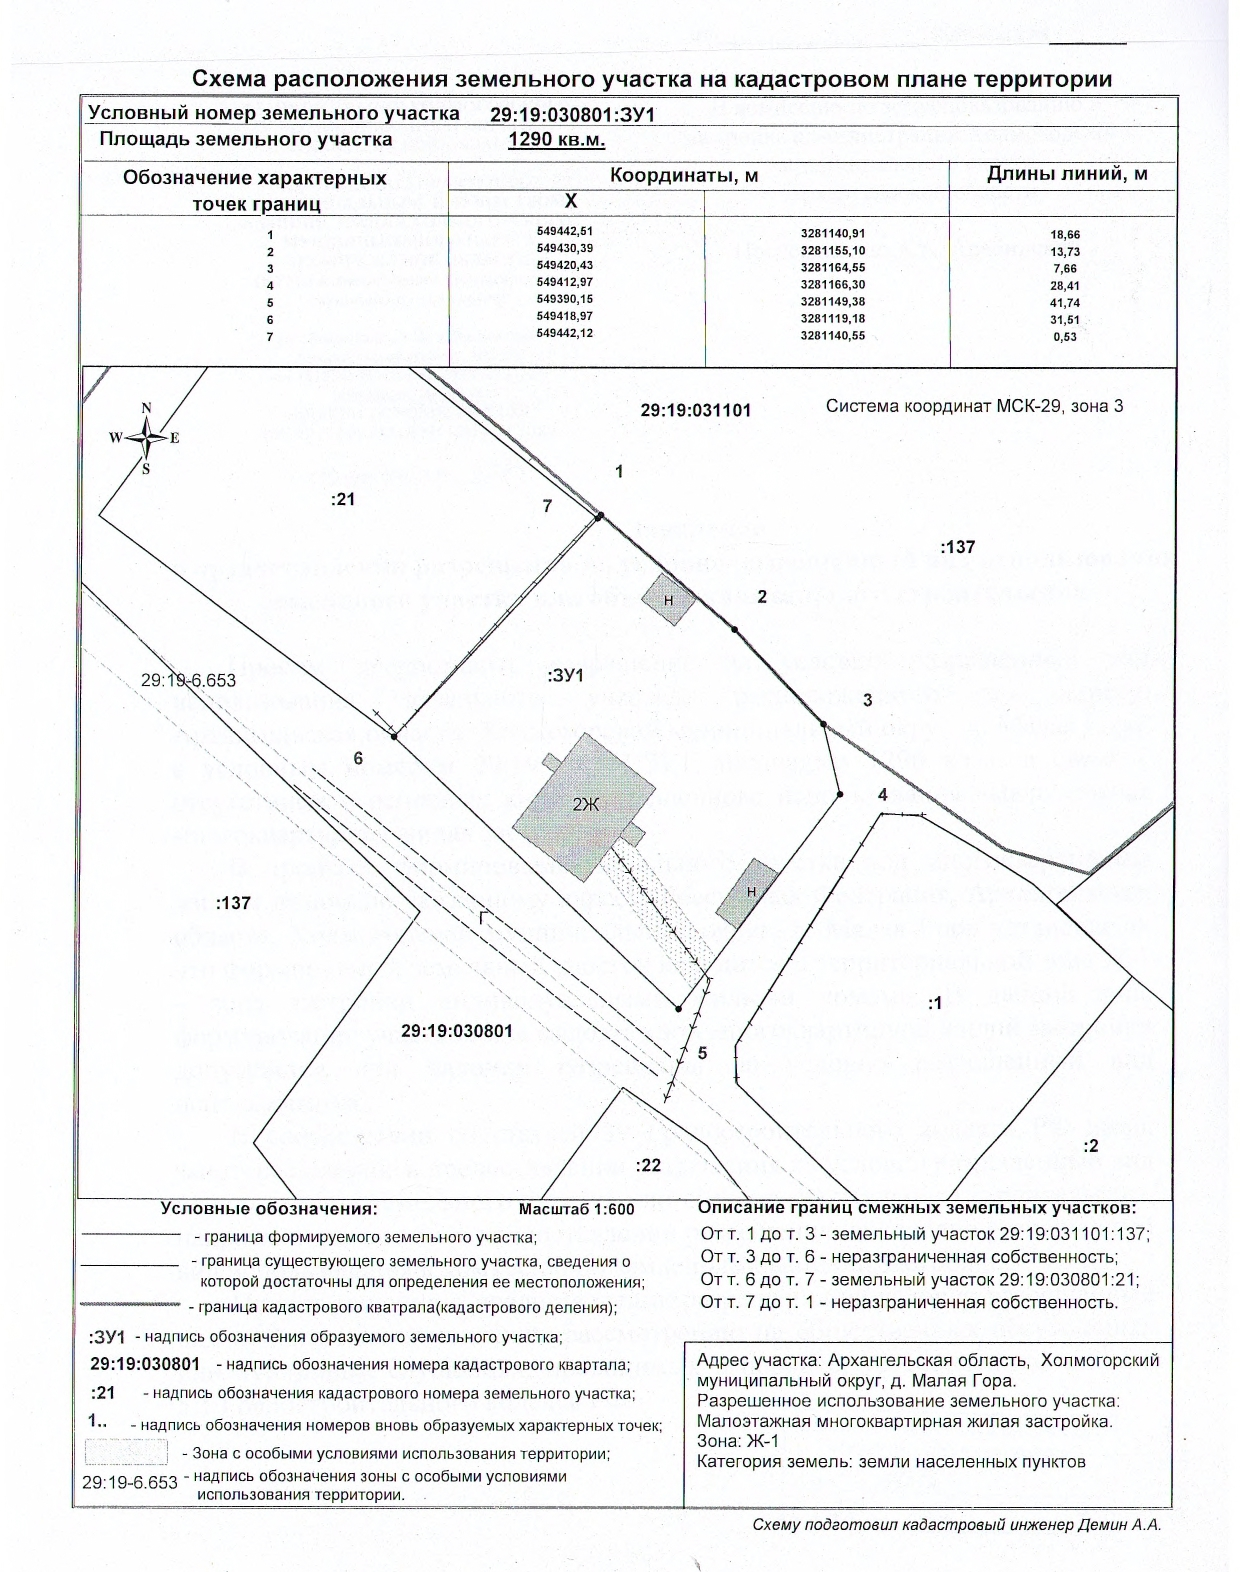 Схема расположения земельного участка на кадастровом плане территории
Условный номер земельного участка 29:19:030801:ЗУ1
Площадь земельного участка 1290 кв.м.
Обозначение характерных точек границ Координаты, м Длины линий, м
X
1 549442,51 3281140,91 18,66
2 549430,39 3281155,10 13,73
3 549420,43 3281164,55 7,66
4 549412,97 3281166,30 28,41
5 549390,15 3281149,38 41,74
6 549418,97 3281119,18 31,51
7 549442,12 3281140,55 0,53
29:19:031101 Система координат МСК-29, зона 3
N
W E
S
1
:21
7
:137
н
2
:ЗУ1
29:19-6.653
3
6
4
2Ж
н
:137
Г
:1
29:19:030801
5
:2
:22
Условные обозначения: Масштаб 1:600
- граница формируемого земельного участка;
- граница существующего земельного участка, сведения о
которой достаточны для определения ее местоположения;
- граница кадастрового кватрала(кадастрового деления);
:ЗУ1 - надпись обозначения образуемого земельного участка;
29:19:030801 - надпись обозначения номера кадастрового квартала;
:21 - надпись обозначения кадастрового номера земельного участка;
1.. - надпись обозначения номеров вновь образуемых характерных точек;
- Зона с особыми условиями использования территории;
29:19-6.653 - надпись обозначения зоны с особыми условиями
использования территории.
Описание границ смежных земельных участков:
От т. 1 до т. 3 - земельный участок 29:19:031101:137;
От т. 3 до т. 6 - неразграниченная собственность;
От т. 6 до т. 7 - земельный участок 29:19:030801:21;
От т. 7 до т. 1 - неразграниченная собственность.
Адрес участка: Архангельская область, Холмогорский
муниципальный округ, д. Малая Гора.
Разрешенное использование земельного участка:
Малоэтажная многоквартирная жилая застройка.
Зона: Ж-1
Категория земель: земли населенных пунктов
Схему подготовил кадастровый инженер Демин А.А.